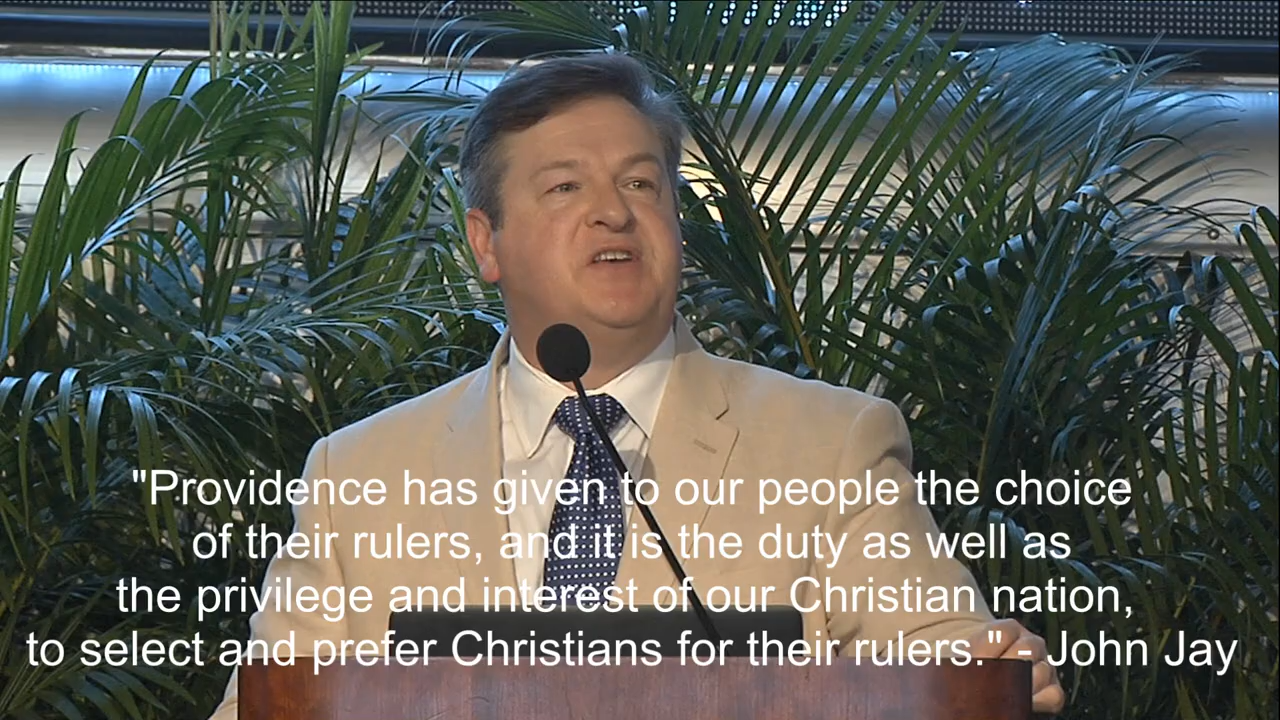 "Providence has given to our people the choice
of their rulers, and it is the duty as well as
the privilege and interest of our Christian nation,
to select and prefer Christians for their rulers." - John Jay